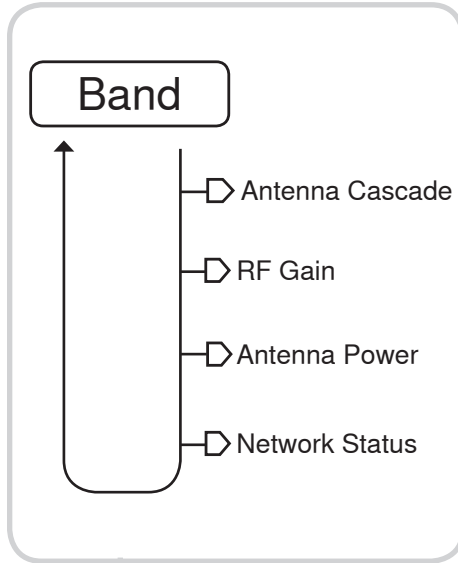 Band
Antenna Cascade
RF Gain
Antenna Power
Network Status